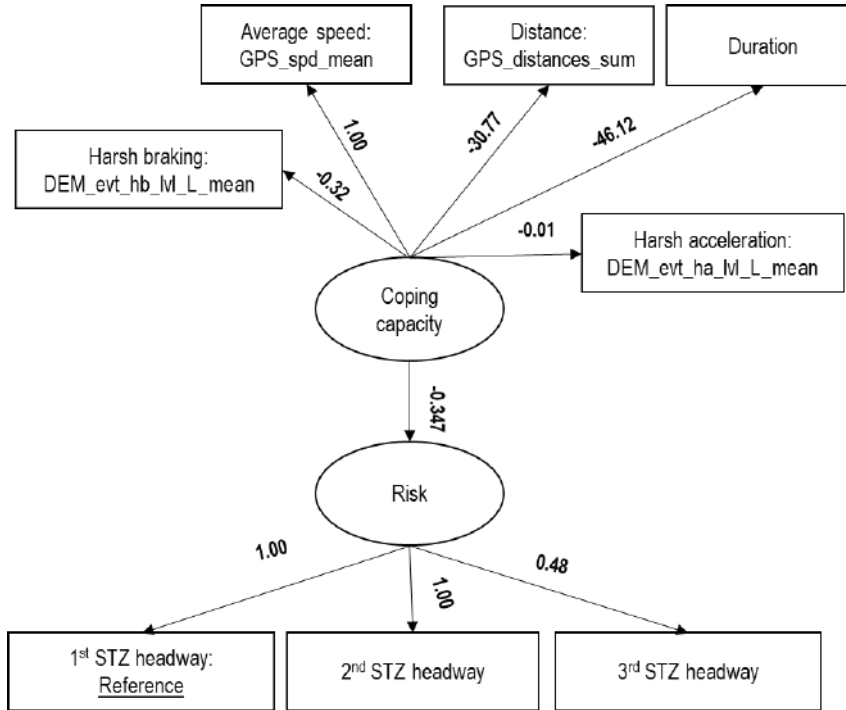 Average speed:
GPS_spd_mean
Distance:
GPS_distances_sum
Duration
Harsh braking:
DEM_evt_hb_lvl_L_mean
-0.32
1.00
-30.77
-46.12
-0.01
Harsh acceleration:
DEM_evt_ha_lvl_L_mean
Coping
capacity
-0.347
Risk
1.00
1.00
0.48
1st STZ headway:
Reference
2nd STZ headway
3rd STZ headway